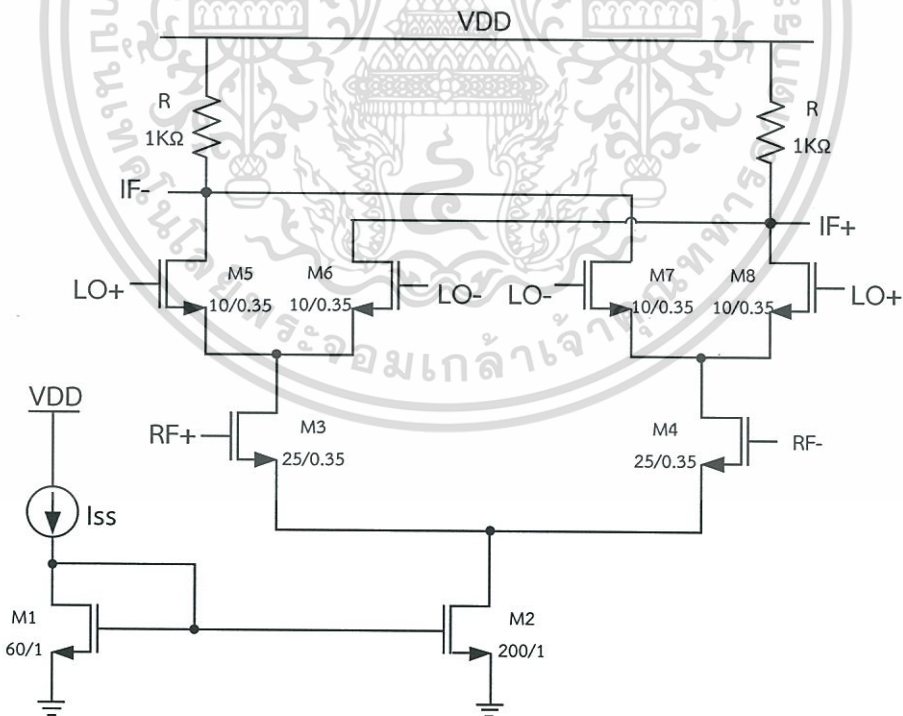 VDD
R
1KΩ
R
1KΩ
IF-
IF+
LO+
M5
10/0.35
M6
10/0.35
LO-
LO-
M7
10/0.35
M8
10/0.35
LO+
VDD
RF+
M3
25/0.35
M4
25/0.35
RF-
Iss
M1
60/1
M2
200/1